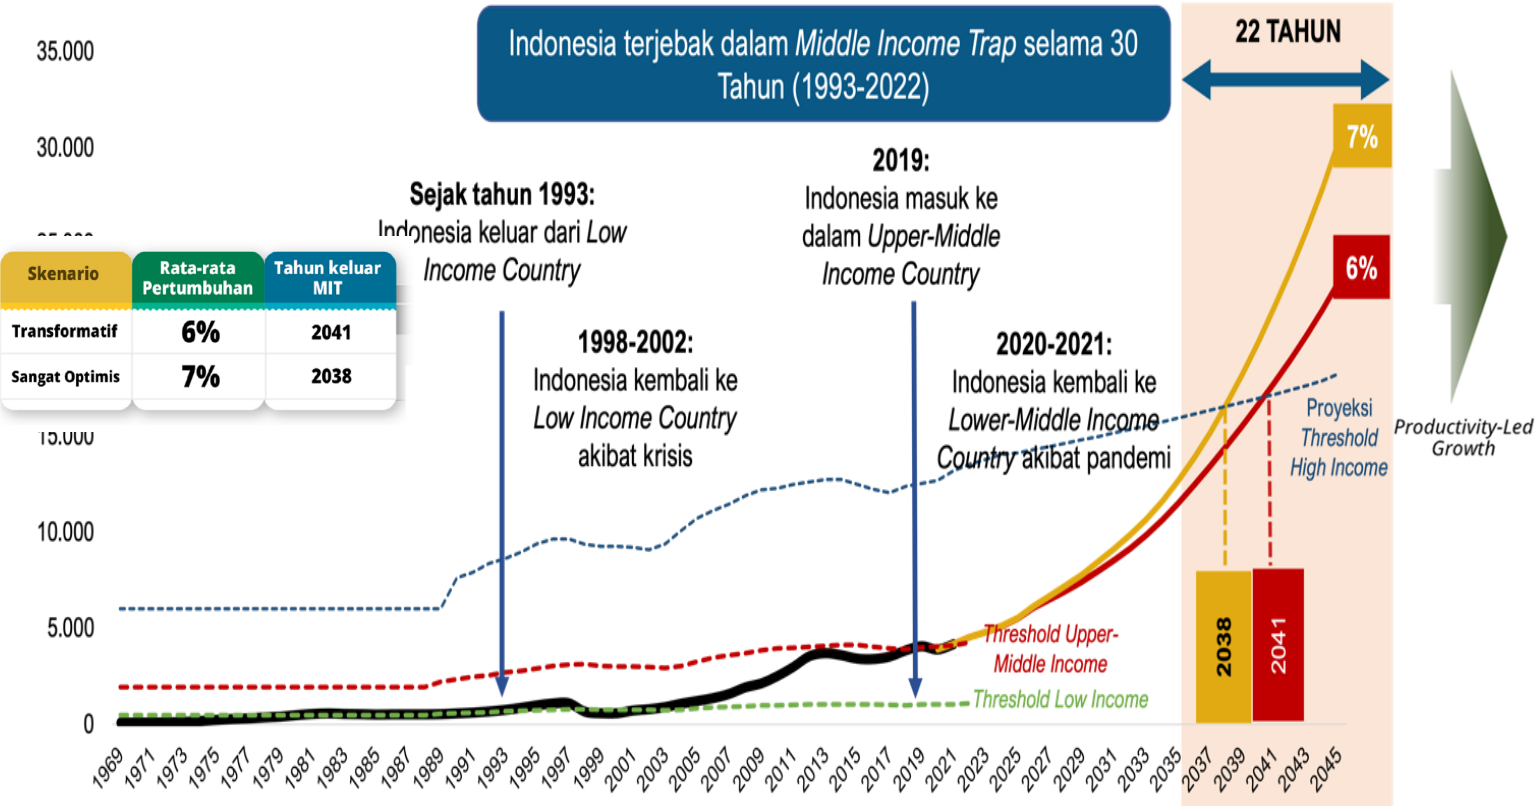 Indonesia terjebak dalam Middle Income Trap selama 30
Tahun (1993-2022)
22 TAHUN
35.000
30.000
15.000
10.000
5.000
0
Sejak tahun 1993:
Indonesia keluar dari Low
Income Country
2019:
Indonesia masuk ke
dalam Upper-Middle
Income Country
1998-2002:
Indonesia kembali ke
Low Income Country
akibat krisis
2020-2021:
Indonesia kembali ke
Lower-Middle Income
Country akibat pandemi
Skenario
Rata-rata
Pertumbuhan
Tahun keluar
MIT
Transformatif
6%
2041
Sangat Optimis
7%
2038
7%
6%
Proyeksi
Threshold
High Income
Productivity-Led
Growth
Threshold Upper-
Middle Income
Threshold Low Income
2038
2041
1969
1971
1973
1975
1977
1979
1981
1983
1985
1987
1989
1991
1993
1995
1997
1999
2001
2003
2005
2007
2009
2011
2013
2015
2017
2019
2021
2023
2025
2027
2029
2031
2033
2035
2037
2039
2041
2043
2045